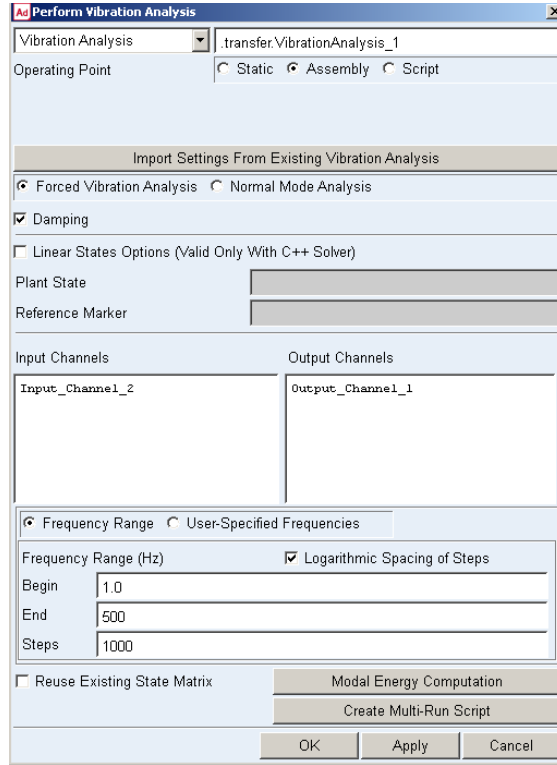 Ad Perform Vibration Analysis
Vibration Analysis .transfer.VibrationAnalysis_1
Operating Point Static Assembly Script
Import Settings From Existing Vibration Analysis
Forced Vibration Analysis Normal Mode Analysis
Damping
Linear States Options (Valid Only With C++ Solver)
Plant State
Reference Marker
Input Channels Output Channels
Input_Channel_2 Output_Channel_1
Frequency Range User-Specified Frequencies
Frequency Range (Hz) Logarithmic Spacing of Steps
Begin 1.0
End 500
Steps 1000
Reuse Existing State Matrix Modal Energy Computation
Create Multi-Run Script
OK Apply Cancel